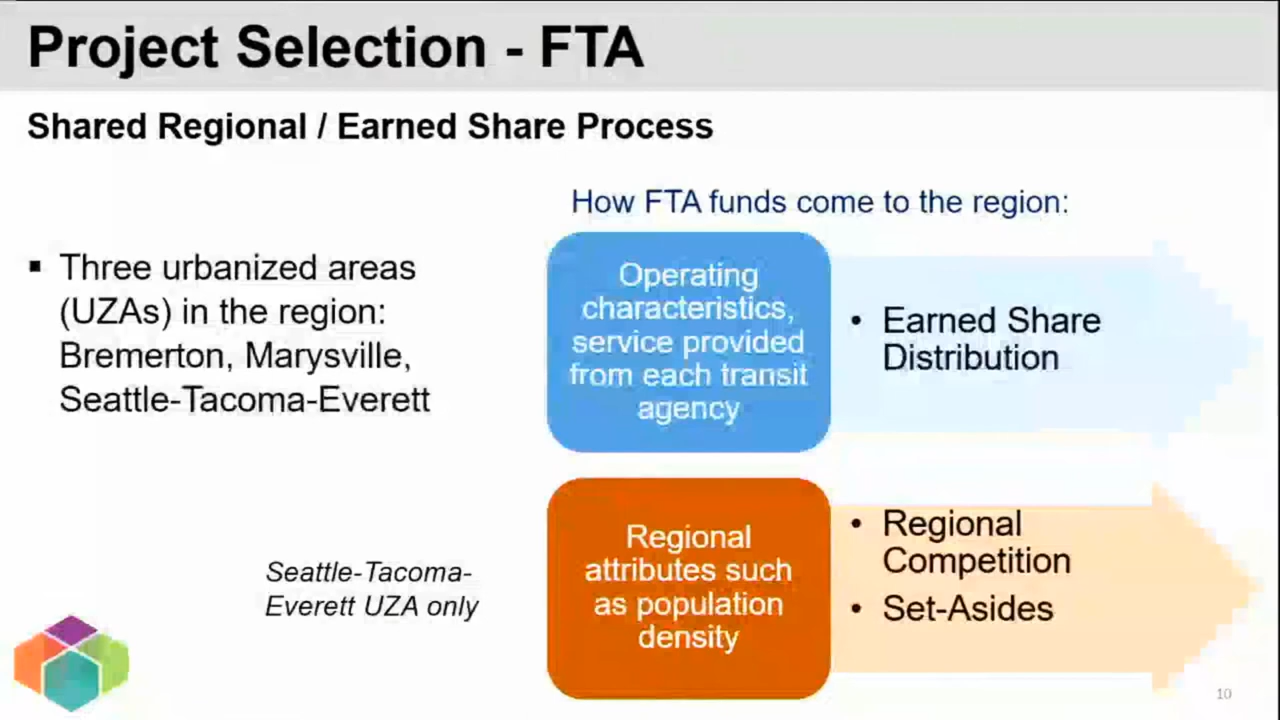 Project Selection - FTA
Shared Regional / Earned Share Process
▪ Three urbanized areas
(UZAs) in the region:
Bremerton, Marysville,
Seattle-Tacoma-Everett
How FTA funds come to the region:
Operating
characteristics,
service provided
from each transit
agency
• Earned Share
Distribution
Seattle-Tacoma-
Everett UZA only
Regional
attributes such
as population
density
• Regional
Competition
• Set-Asides
10